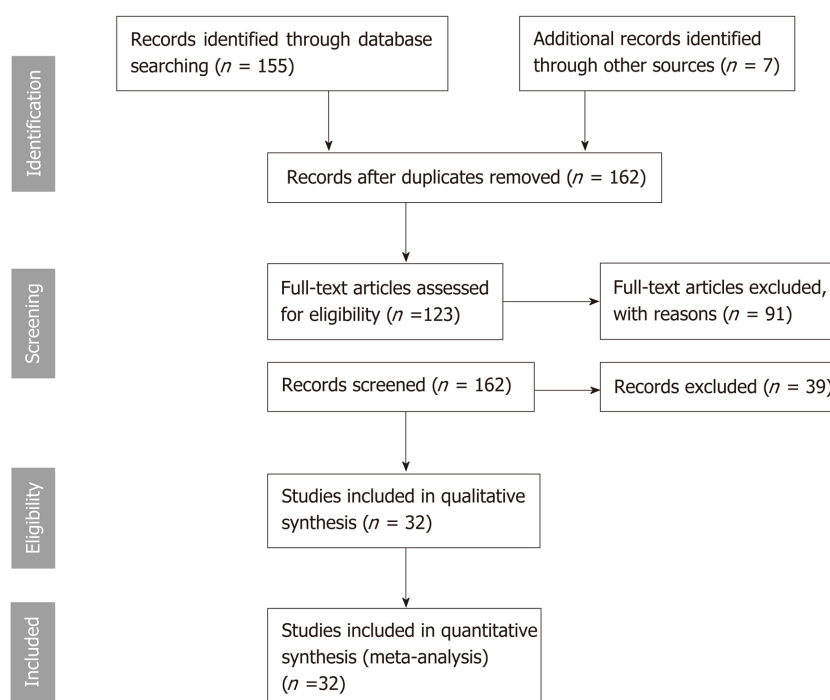 Identification
Records identified through database
searching (n = 155)
Additional records identified
through other sources (n = 7)
Records after duplicates removed (n = 162)
Screening
Full-text articles assessed
for eligibility (n =123)
Full-text articles excluded,
with reasons (n = 91)
Records screened (n = 162)
Records excluded (n = 39)
Eligibility
Studies included in qualitative
synthesis (n = 32)
Included
Studies included in quantitative
synthesis (meta-analysis)
(n =32)